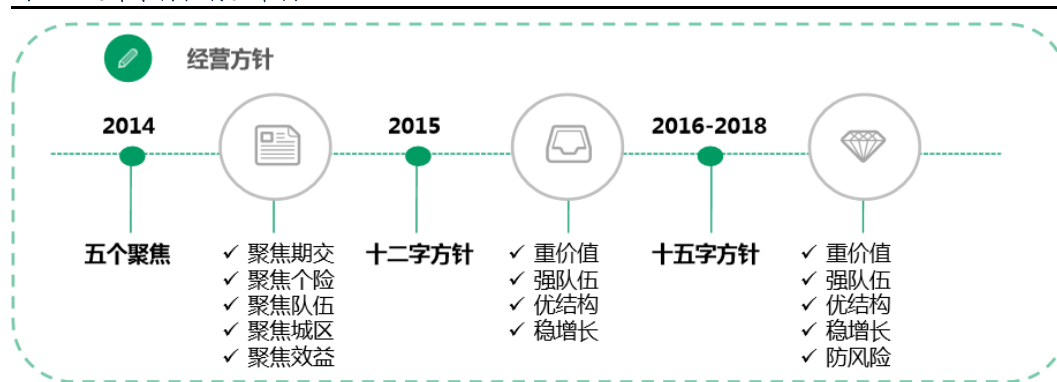 经营方针
2014
五个聚焦
✓ 聚焦期交
✓ 聚焦个险
✓ 聚焦队伍
✓ 聚焦城区
✓ 聚焦效益
2015
十二字方针
✓ 重价值
✓ 强队伍
✓ 优结构
✓ 稳增长
2016-2018
十五字方针
✓ 重价值
✓ 强队伍
✓ 优结构
✓ 稳增长
✓ 防风险